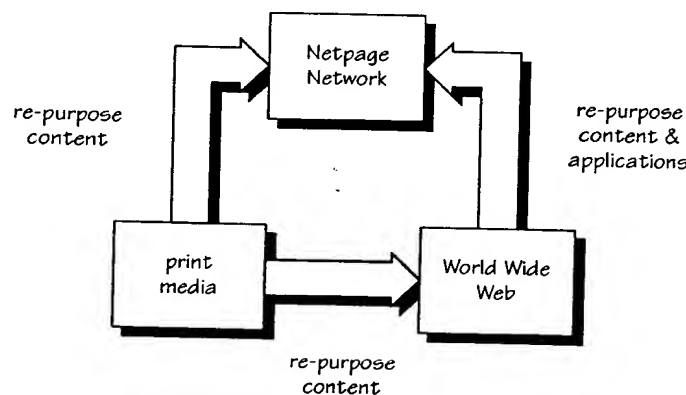 Netpage
Network
re-purpose
content
re-purpose
content &
applications
print
media
World Wide
Web
re-purpose
content